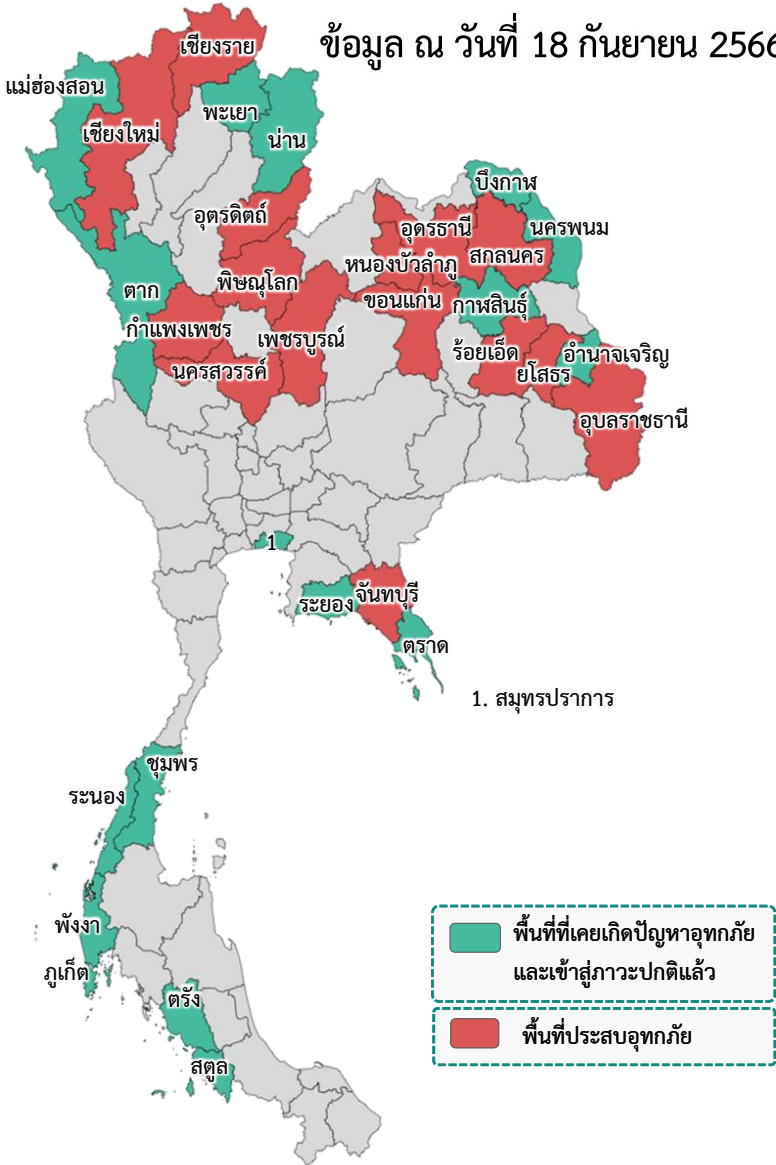 ข้อมูล ณ วันที่ 18 กันยายน 2566
เชียงราย
แม่ฮ่องสอน
พะเยา
เชียงใหม่
น่าน
บึงกาฬ
อุตรดิตถ์
อุดรธานี
นครพนม
หนองบัวลำภู
สกลนคร
ตาก
พิษณุโลก
ขอนแก่น
กาฬสินธุ์
กำแพงเพชร
เพชรบูรณ์
ร้อยเอ็ด
อำนาจเจริญ
นครสวรรค์
ยโสธร
อุบลราชธานี
1
ระยอง
จันทบุรี
ตราด
1. สมุทรปราการ
ชุมพร
ระนอง
พังงา
ภูเก็ต
ตรัง
สตูล
พื้นที่ที่เคยเกิดปัญหาอุทกภัย
และเข้าสู่ภาวะปกติแล้ว
พื้นที่ประสบอุทกภัย